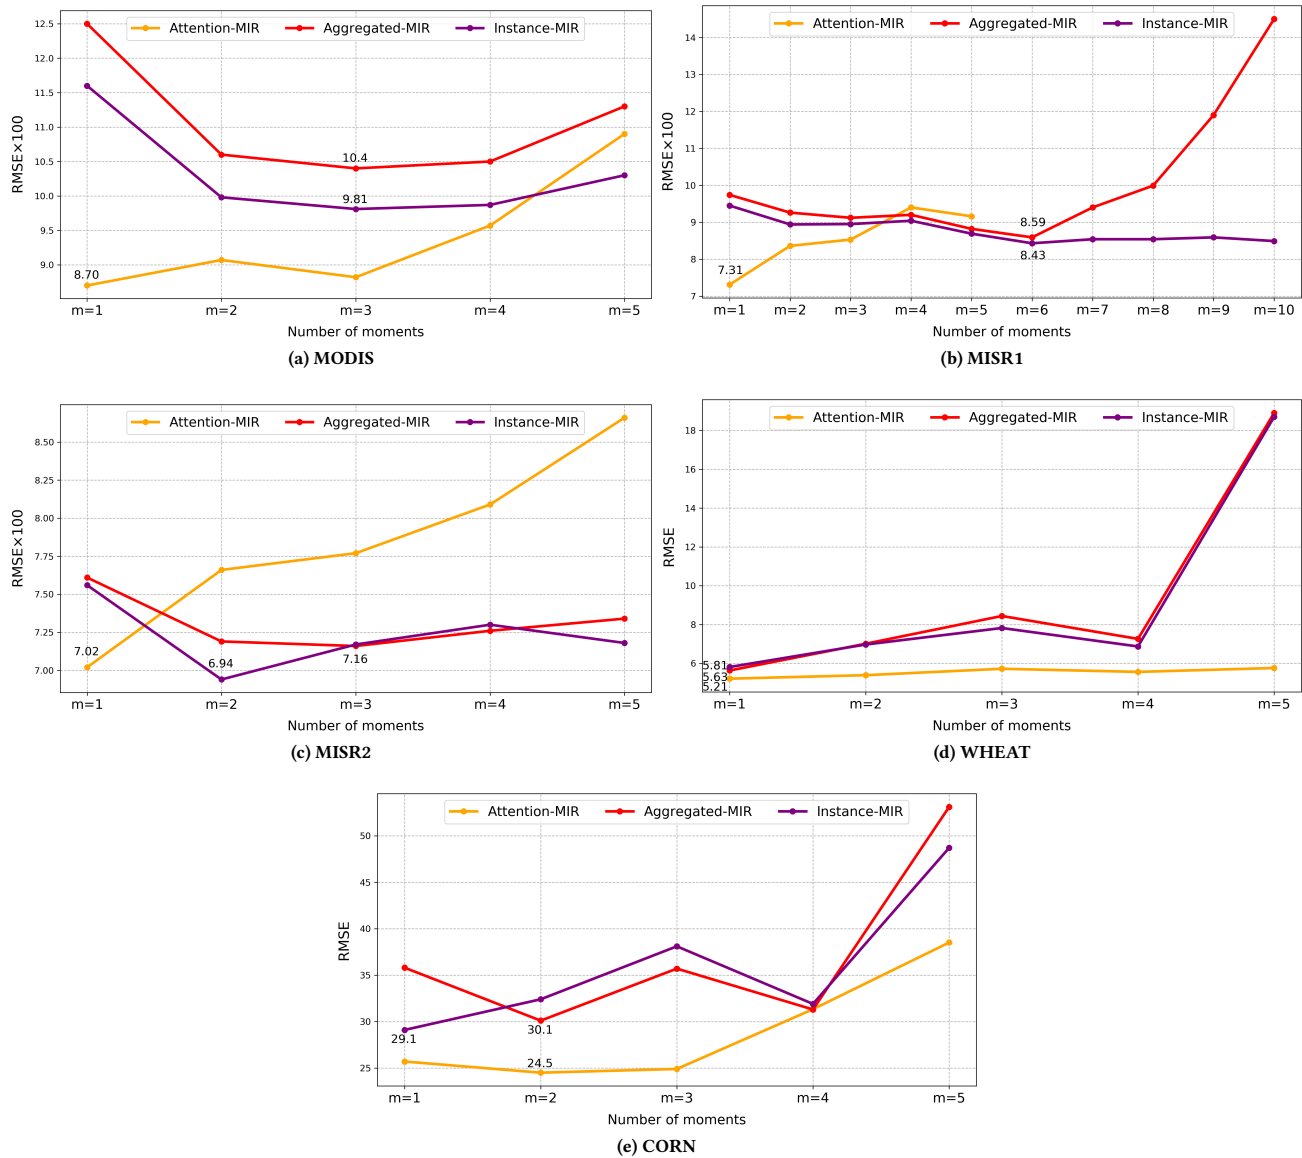 Attention-MIR Aggregated-MIR Instance-MIR
RMSE×100
12.5
12.0
11.5
11.0
10.5
10.0
9.5
9.0
10.4
9.81
8.70
m=1 m=2 m=3 m=4 m=5
Number of moments
(a) MODIS
Attention-MIR Aggregated-MIR Instance-MIR
RMSE×100
14
13
12
11
10
9
8
7
8.59
8.43
7.31
m=1 m=2 m=3 m=4 m=5 m=6 m=7 m=8 m=9 m=10
Number of moments
(b) MISR1
Attention-MIR Aggregated-MIR Instance-MIR
RMSE×100
8.50
8.25
8.00
7.75
7.50
7.25
7.00
7.02
6.94
7.16
m=1 m=2 m=3 m=4 m=5
Number of moments
(c) MISR2
Attention-MIR Aggregated-MIR Instance-MIR
RMSE
18
16
14
12
10
8
6
5.81
5.63
5.21
m=1 m=2 m=3 m=4 m=5
Number of moments
(d) WHEAT
Attention-MIR Aggregated-MIR Instance-MIR
RMSE
50
45
40
35
30
25
29.1
30.1
24.5
m=1 m=2 m=3 m=4 m=5
Number of moments
(e) CORN